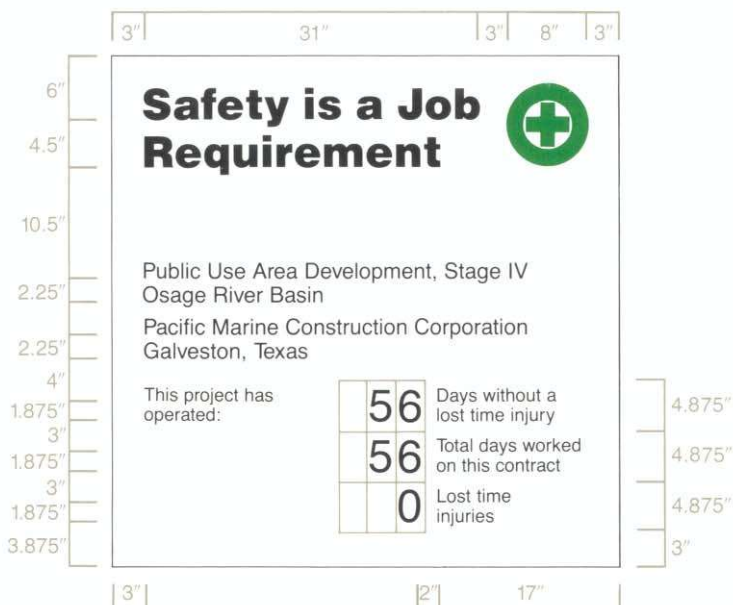 3" 31" 3" 8" 3"
6"
4.5"
10.5"
2.25"
2.25"
4"
1.875"
3"
1.875"
3"
1.875"
3.875"
Safety is a Job
Requirement
Public Use Area Development, Stage IV
Osage River Basin
Pacific Marine Construction Corporation
Galveston, Texas
This project has
operated:
56 Days without a
lost time injury
56 Total days worked
on this contract
0 Lost time
injuries
4.875"
4.875"
4.875"
3"
3" 2" 17"